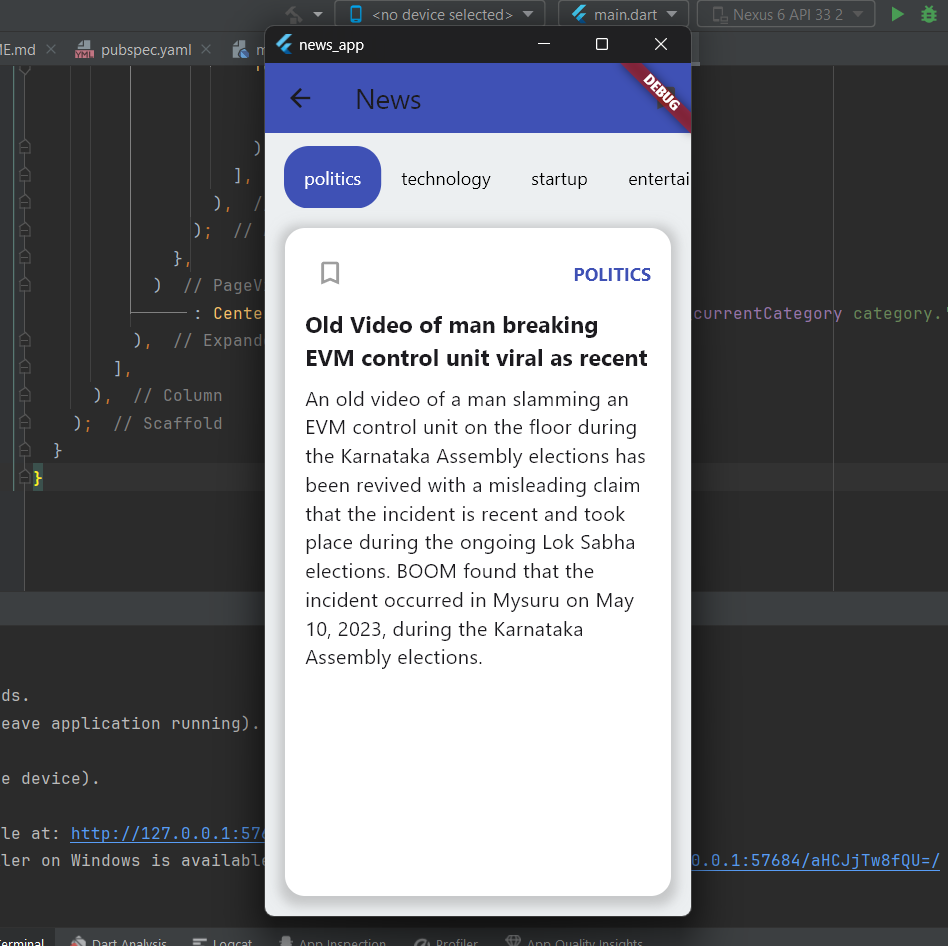 <no device selected>
main.dart
Nexus 6 API 33 2
E.md
pubspec.yaml
news_app
News
DEBUG
politics
technology
startup
entertai
POLITICS
Old Video of man breaking
EVM control unit viral as recent
An old video of a man slamming an
EVM control unit on the floor during
the Karnataka Assembly elections has
been revived with a misleading claim
that the incident is recent and took
place during the ongoing Lok Sabha
elections. BOOM found that the
incident occurred in Mysuru on May
10, 2023, during the Karnataka
Assembly elections.
)
],
), /
); //
},
) // PageV
: Cente
currentCategory category.'
), // Expand
],
), // Column
); // Scaffold
}
}
ds.
eave application running).
e device).
le at: http://127.0.0.1:576
ler on Windows is available
0.0.1:57684/aHCJjTw8fQU=/
erminal
Dart Analysis
Logcat
App Inspection
Profiler
App Quality Insights